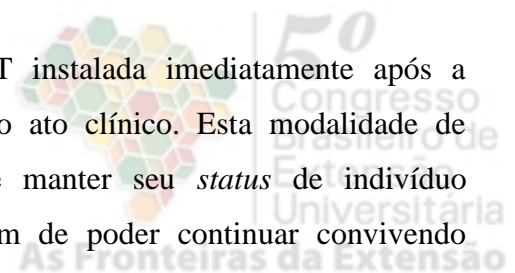 T instalada imediatamente após a
o ato clínico. Esta modalidade de
manter seu status de indivíduo
m de poder continuar convivendo
5º
Congresso
Brasileiro de
Extensão
Universitária
As Fronteiras da Extensão